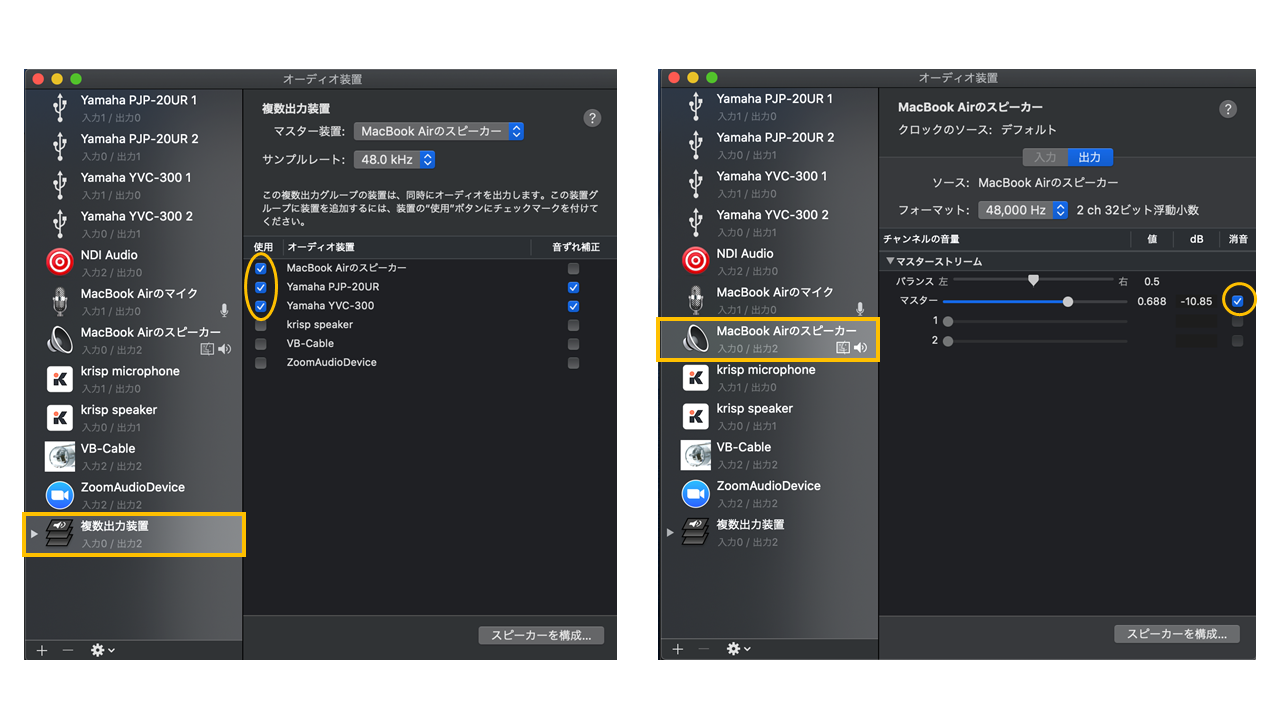 オーディオ装置
Yamaha PJP-20UR 1
入力1 / 出力0
Yamaha PJP-20UR 2
入力0 / 出力1
Yamaha YVC-300 1
入力1 / 出力0
Yamaha YVC-300 2
入力0 / 出力1
NDI Audio
入力2 / 出力0
MacBook Airのマイク
入力1 / 出力0
MacBook Airのスピーカー
入力0 / 出力2
krisp microphone
入力1 / 出力0
krisp speaker
入力0 / 出力1
VB-Cable
入力2 / 出力2
ZoomAudioDevice
入力2 / 出力2
複数出力装置
入力0 / 出力2
複数出力装置
?
マスター装置: MacBook Airのスピーカー
サンプルレート: 48.0 kHz
この複数出力グループの装置は、同時にオーディオを出力します。この装置グ
ループに装置を追加するには、装置の"使用"ボタンにチェックマークを付けて
ください。
使用 オーディオ装置 音ずれ補正
MacBook Airのスピーカー
Yamaha PJP-20UR
Yamaha YVC-300
krisp speaker
VB-Cable
ZoomAudioDevice
スピーカーを構成...
オーディオ装置
Yamaha PJP-20UR 1
入力1 / 出力0
Yamaha PJP-20UR 2
入力0 / 出力1
Yamaha YVC-300 1
入力1 / 出力0
Yamaha YVC-300 2
入力0 / 出力1
NDI Audio
入力2 / 出力0
MacBook Airのマイク
入力1 / 出力0
MacBook Airのスピーカー
入力0 / 出力2
krisp microphone
入力1 / 出力0
krisp speaker
入力0 / 出力1
VB-Cable
入力2 / 出力2
ZoomAudioDevice
入力2 / 出力2
複数出力装置
入力0 / 出力2
MacBook Airのスピーカー
?
クロックのソース: デフォルト
入力 出力
ソース: MacBook Airのスピーカー
フォーマット: 48,000 Hz 2 ch 32ビット浮動小数
チャンネルの音量 値 dB 消音
マスターストリーム
バランス 左 右 0.5
マスター 0.688 -10.85
1
2
スピーカーを構成...